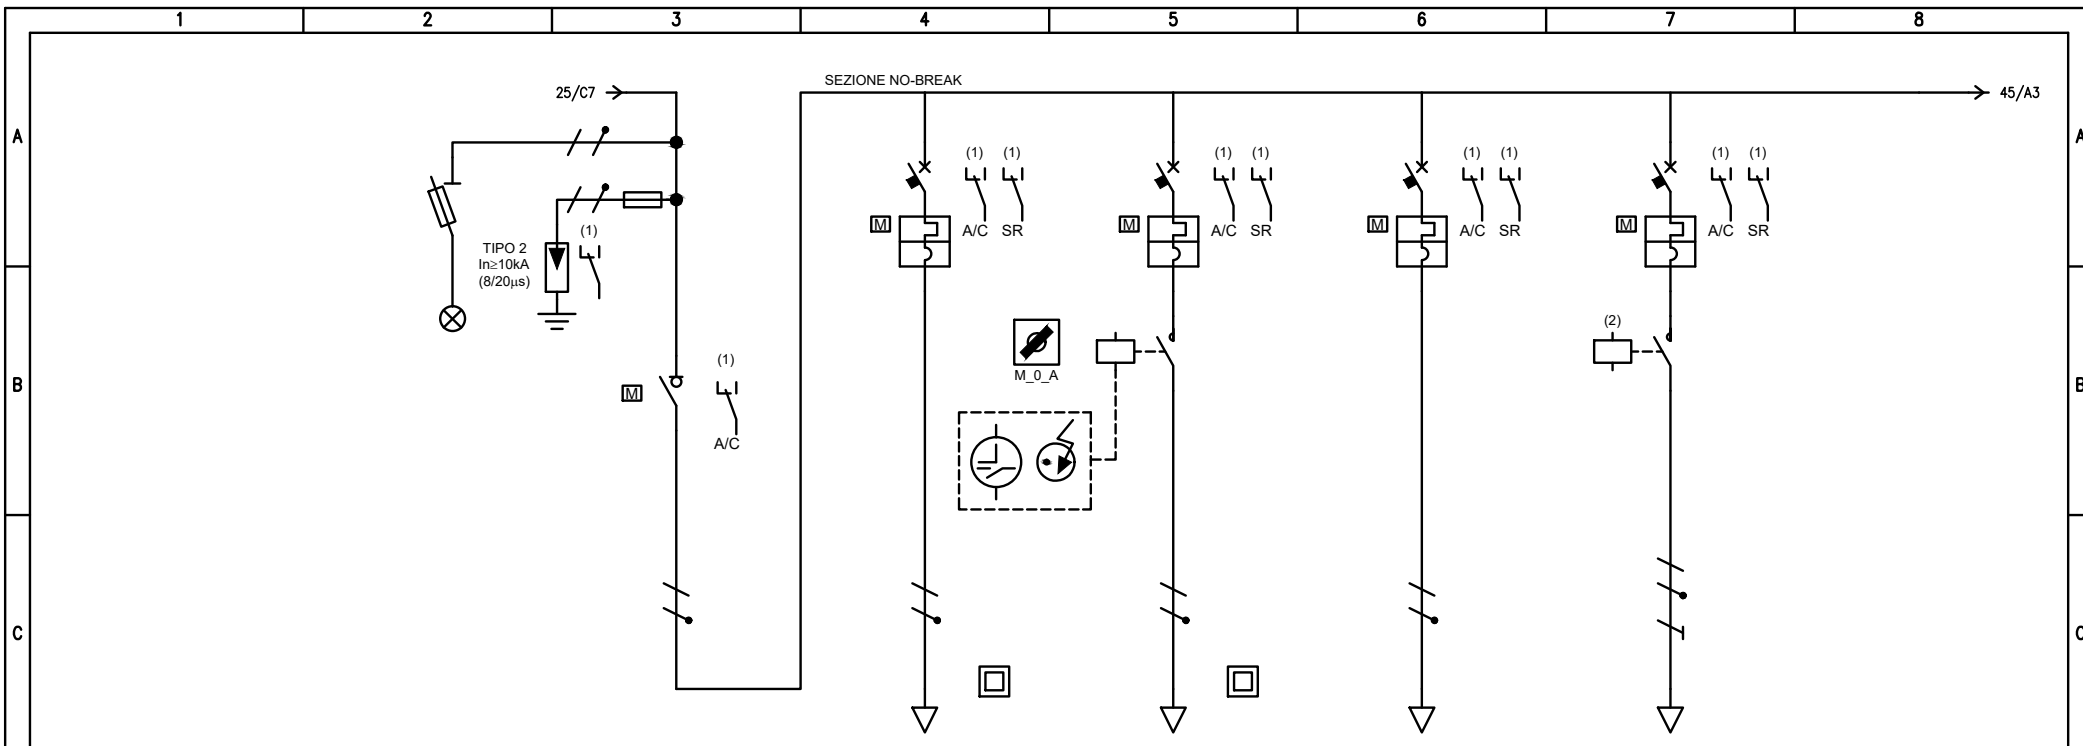 1 2 3 4 5 6 7 8
SEZIONE NO-BREAK
25/C7
45/A3
A A
(1) (1) (1) (1) (1) (1) (1) (1)
M A/C SR M A/C SR M A/C SR M A/C SR
(1)
TIPO 2
In≥10kA
(8/20μs)
(2)
(1)
M_0_A
B M B
A/C
C C